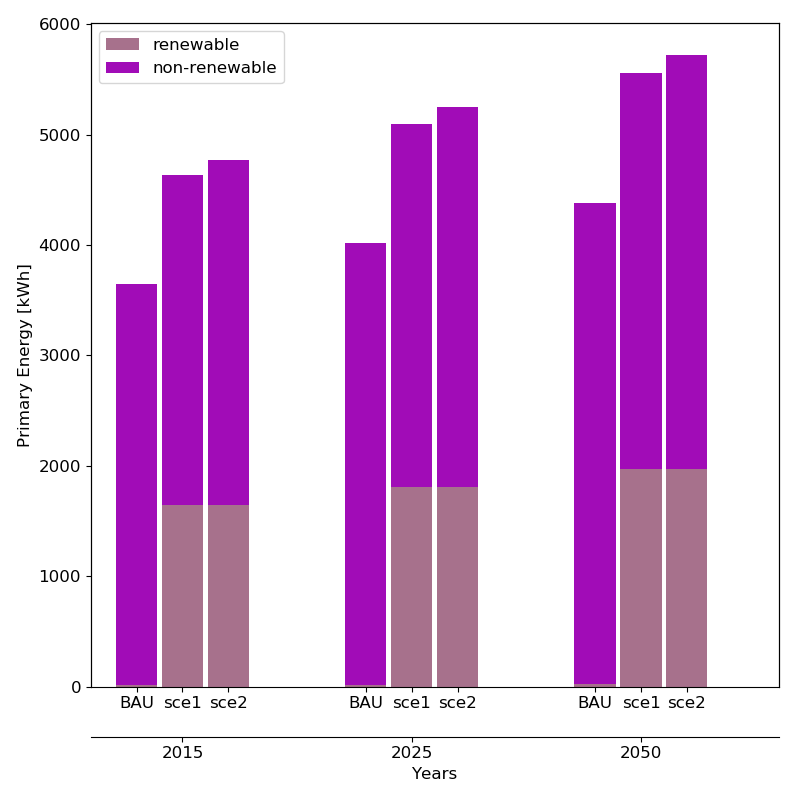 6000
renewable
non-renewable
5000
4000
3000
2000
1000
0
Primary Energy [kWh]
BAU sce1 sce2 BAU sce1 sce2 BAU sce1 sce2
2015 2025 2050
Years